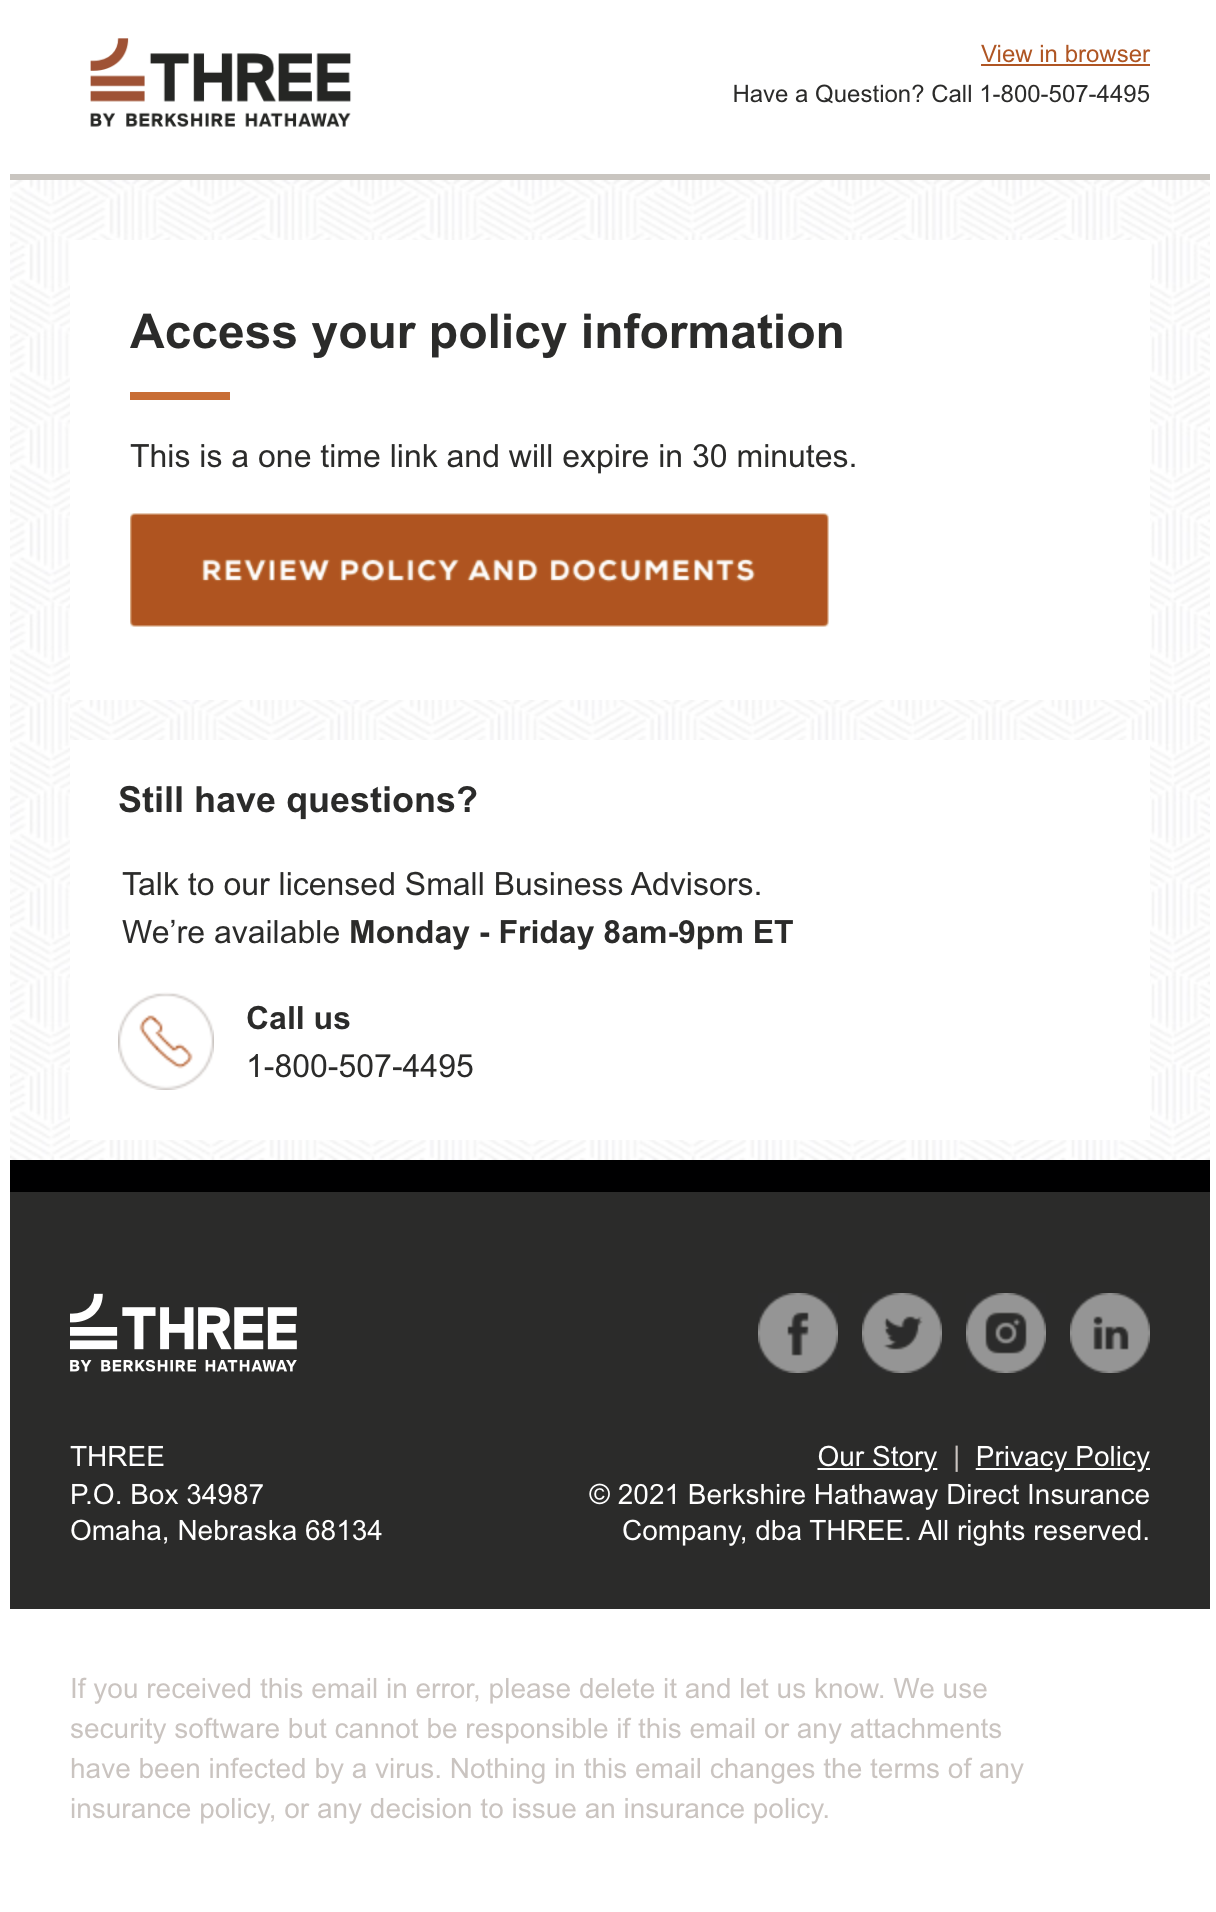 THREE
BY BERKSHIRE HATHAWAY
View in browser
Have a Question? Call 1-800-507-4495
Access your policy information
This is a one time link and will expire in 30 minutes.
REVIEW POLICY AND DOCUMENTS
Still have questions?
Talk to our licensed Small Business Advisors.
We’re available Monday - Friday 8am-9pm ET
Call us
1-800-507-4495
THREE
BY BERKSHIRE HATHAWAY
THREE
P.O. Box 34987
Omaha, Nebraska 68134
Our Story | Privacy Policy
© 2021 Berkshire Hathaway Direct Insurance
Company, dba THREE. All rights reserved.
If you received this email in error, please delete it and let us know. We use
security software but cannot be responsible if this email or any attachments
have been infected by a virus. Nothing in this email changes the terms of any
insurance policy, or any decision to issue an insurance policy.